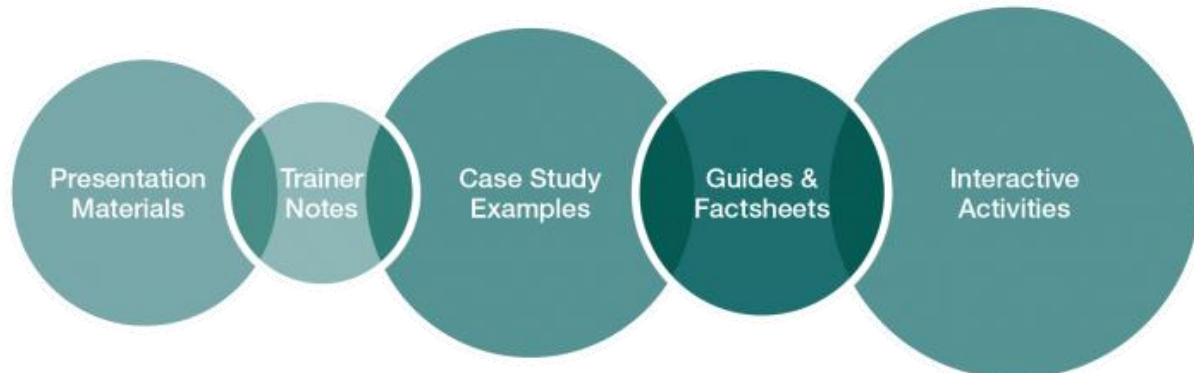 Presentation
Materials
Trainer
Notes
Case Study
Examples
Guides &
Factsheets
Interactive
Activities